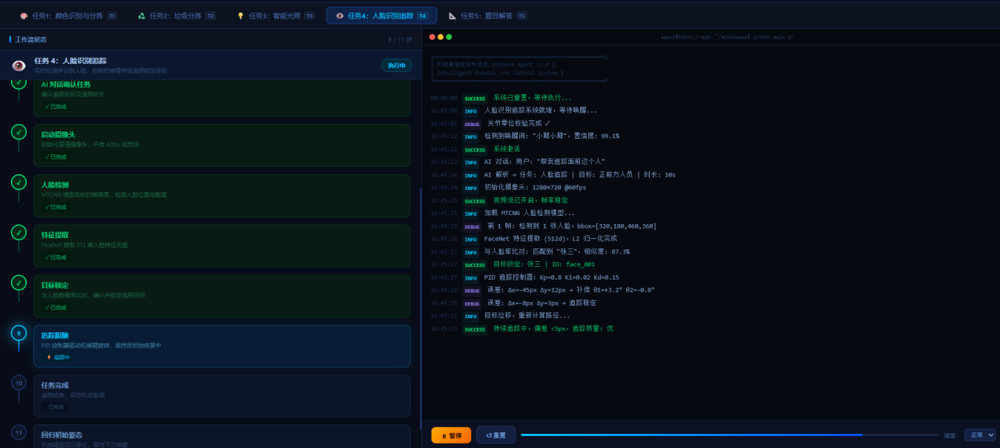 任务1: 颜色识别与分拣 T1
任务2: 垃圾分拣 T2
任务3: 智能光照 T3
任务4: 人脸识别追踪 T4
任务5: 题目解答 T5
工作流状态
8 / 11 步
任务 4: 人脸识别追踪
实时检测并识别人脸，控制机械臂持续追踪锁定目标
执行中
AI 对话确认任务
确认追踪目标及追踪时长
✓ 已完成
启动摄像头
初始化高清摄像头，开启 60fps 视频流
✓ 已完成
人脸检测
MTCNN 模型实时扫描画面，检测人脸位置与数量
✓ 已完成
特征提取
FaceNet 提取 512 维人脸特征向量
✓ 已完成
目标锁定
与人脸数据库比对，确认并锁定追踪目标
✓ 已完成
9
追踪跟随
PID 控制器驱动机械臂旋转，保持目标始终居中
追踪中
10
任务完成
追踪结束，保存轨迹数据
已完成
11
回归初始姿态
机械臂返回归零位，等待下次唤醒
agent@robotic-arm: ~/workspace$ python main.py
机械臂智能控制系统 RoboArm Agent v2.0
Intelligent Robotic Arm Control System
00:00:00 SUCCESS 系统已重置，等待执行...
16:45:00 INFO 人脸识别追踪系统就绪，等待唤醒...
16:45:01 DEBUG 关节零位校验完成 ✓
16:45:22 INFO 检测到唤醒词: "小臂小臂"，置信度: 99.1%
16:45:22 SUCCESS 系统激活
16:45:23 INFO AI 对话: 用户: "帮我追踪面前这个人"
16:45:24 INFO AI 解析 → 任务: 人脸追踪 | 目标: 正前方人员 | 时长: 10s
16:45:24 INFO 初始化摄像头: 1280×720 @60fps
16:45:25 SUCCESS 视频流已开启，帧率稳定
16:45:25 INFO 加载 MTCNN 人脸检测模型...
16:45:26 DEBUG 第 1 帧: 检测到 1 张人脸，bbox=[320,180,460,360]
16:45:26 INFO FaceNet 特征提取 (512d)，L2 归一化完成
16:45:27 INFO 与人脸库比对: 匹配到 "张三"，相似度: 87.3%
16:45:27 SUCCESS 目标锁定: 张三 | ID: face_001
16:45:27 INFO PID 追踪控制器: Kp=0.8 Ki=0.02 Kd=0.15
16:45:28 DEBUG 误差: Δx=-45px Δy=12px → 补偿 θ1=+3.2° θ2=-0.8°
16:45:29 DEBUG 误差: Δx=-8px Δy=3px → 追踪稳定
16:45:31 INFO 目标位移，重新计算路径...
16:45:33 SUCCESS 持续追踪中，偏差 <5px，追踪质量: 优
⏸ 暂停
↺ 重置
速度:
正常